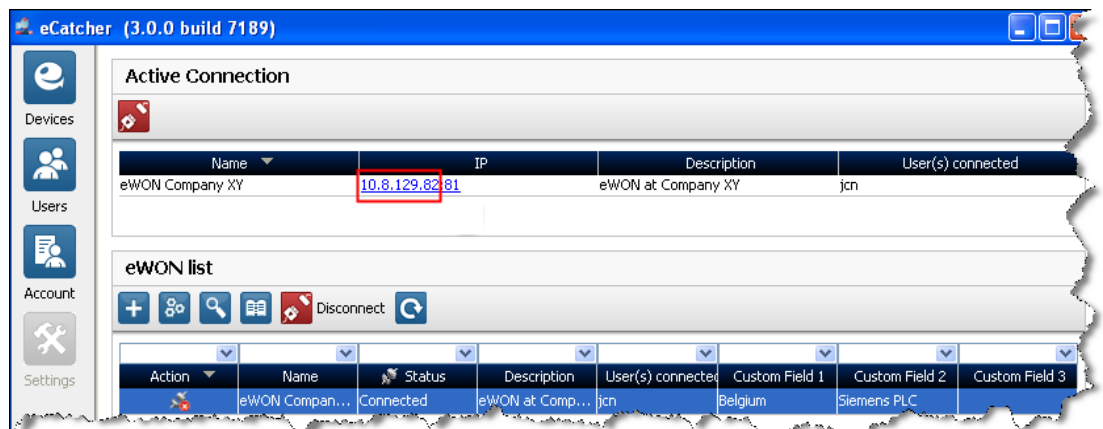 eCatcher (3.0.0 build 7189)
Active Connection
Devices
Name IP Description User(s) connected
eWON Company XY 10.8.129.82:81 eWON at Company XY jcn
Users
eWON list
Account
Disconnect
Settings
Action Name Status Description User(s) connected Custom Field 1 Custom Field 2 Custom Field 3
eWON Compan... Connected eWON at Comp... jcn Belgium Siemens PLC